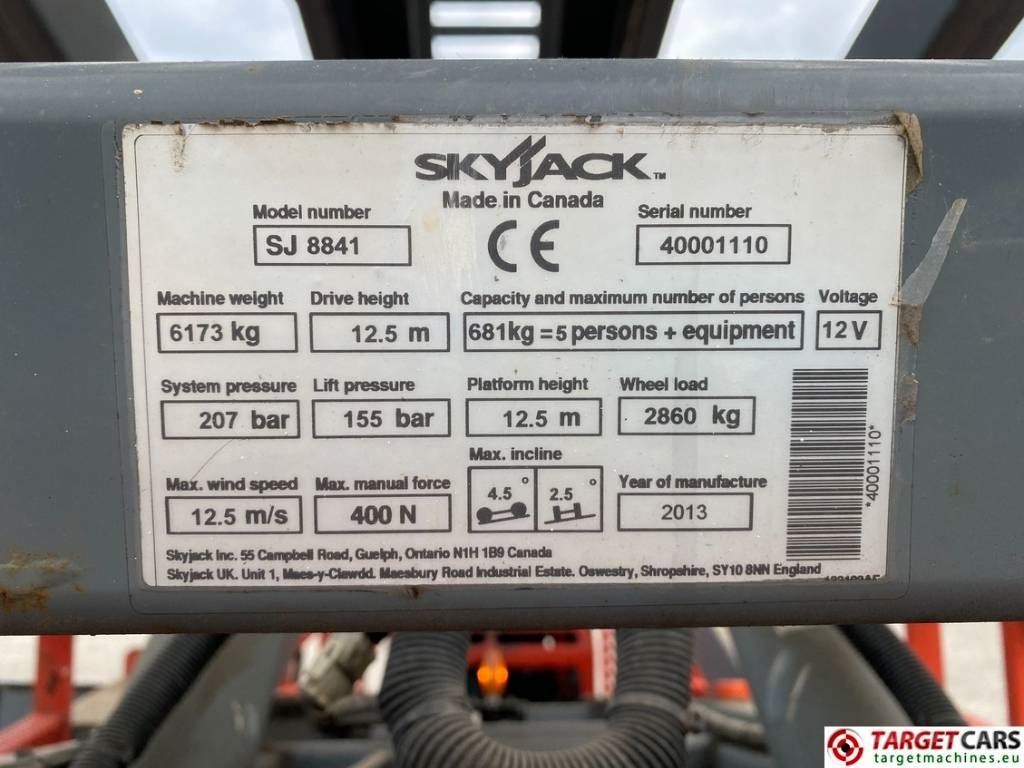 SKYJACK™
Made in Canada
Model number
SJ 8841
CE
Serial number
40001110
Machine weight
6173 kg
Drive height
12.5 m
Capacity and maximum number of persons
681kg = 5 persons + equipment
Voltage
12 V
System pressure
207 bar
Lift pressure
155 bar
Platform height
12.5 m
Wheel load
2860 kg
Max. wind speed
12.5 m/s
Max. manual force
400 N
Max. incline
4.5 °
2.5 °
Year of manufacture
2013
*40001110*
Skyjack Inc. 55 Campbell Road, Guelph, Ontario N1H 1B9 Canada
Skyjack UK. Unit 1, Maes-y-Clawdd. Maesbury Road Industrial Estate. Oswestry, Shropshire, SY10 8NN England
TARGETCARS
targetmachines.eu